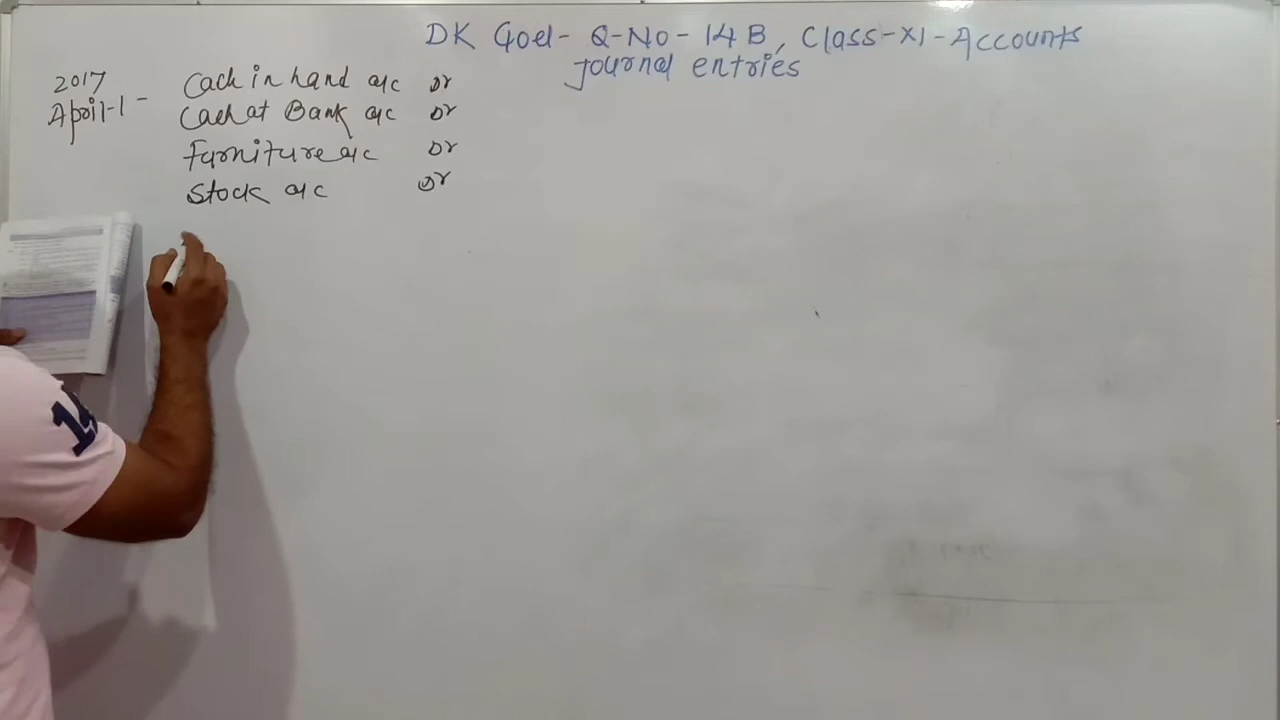 DK Goel- Q-No-14B, Class-XI-Accounts
Journal entries
2017
April-1-
Cash in hand a/c Dr
Cash at Bank a/c Dr
Furniture a/c Dr
Stock a/c Dr